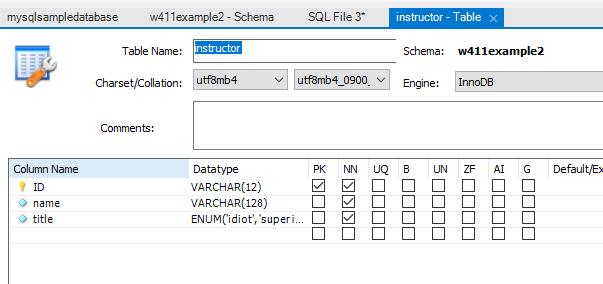 mysqlsampledatabase w411example2 - Schema SQL File 3* instructor - Table ×
Table Name: instructor Schema: w411example2
Charset/Collation: utf8mb4 utf8mb4_0900_ Engine: InnoDB
Comments:
Column Name Datatype PK NN UQ B UN ZF AI G Default/Ex
ID VARCHAR(12)
name VARCHAR(128)
title ENUM('idiot','superi...